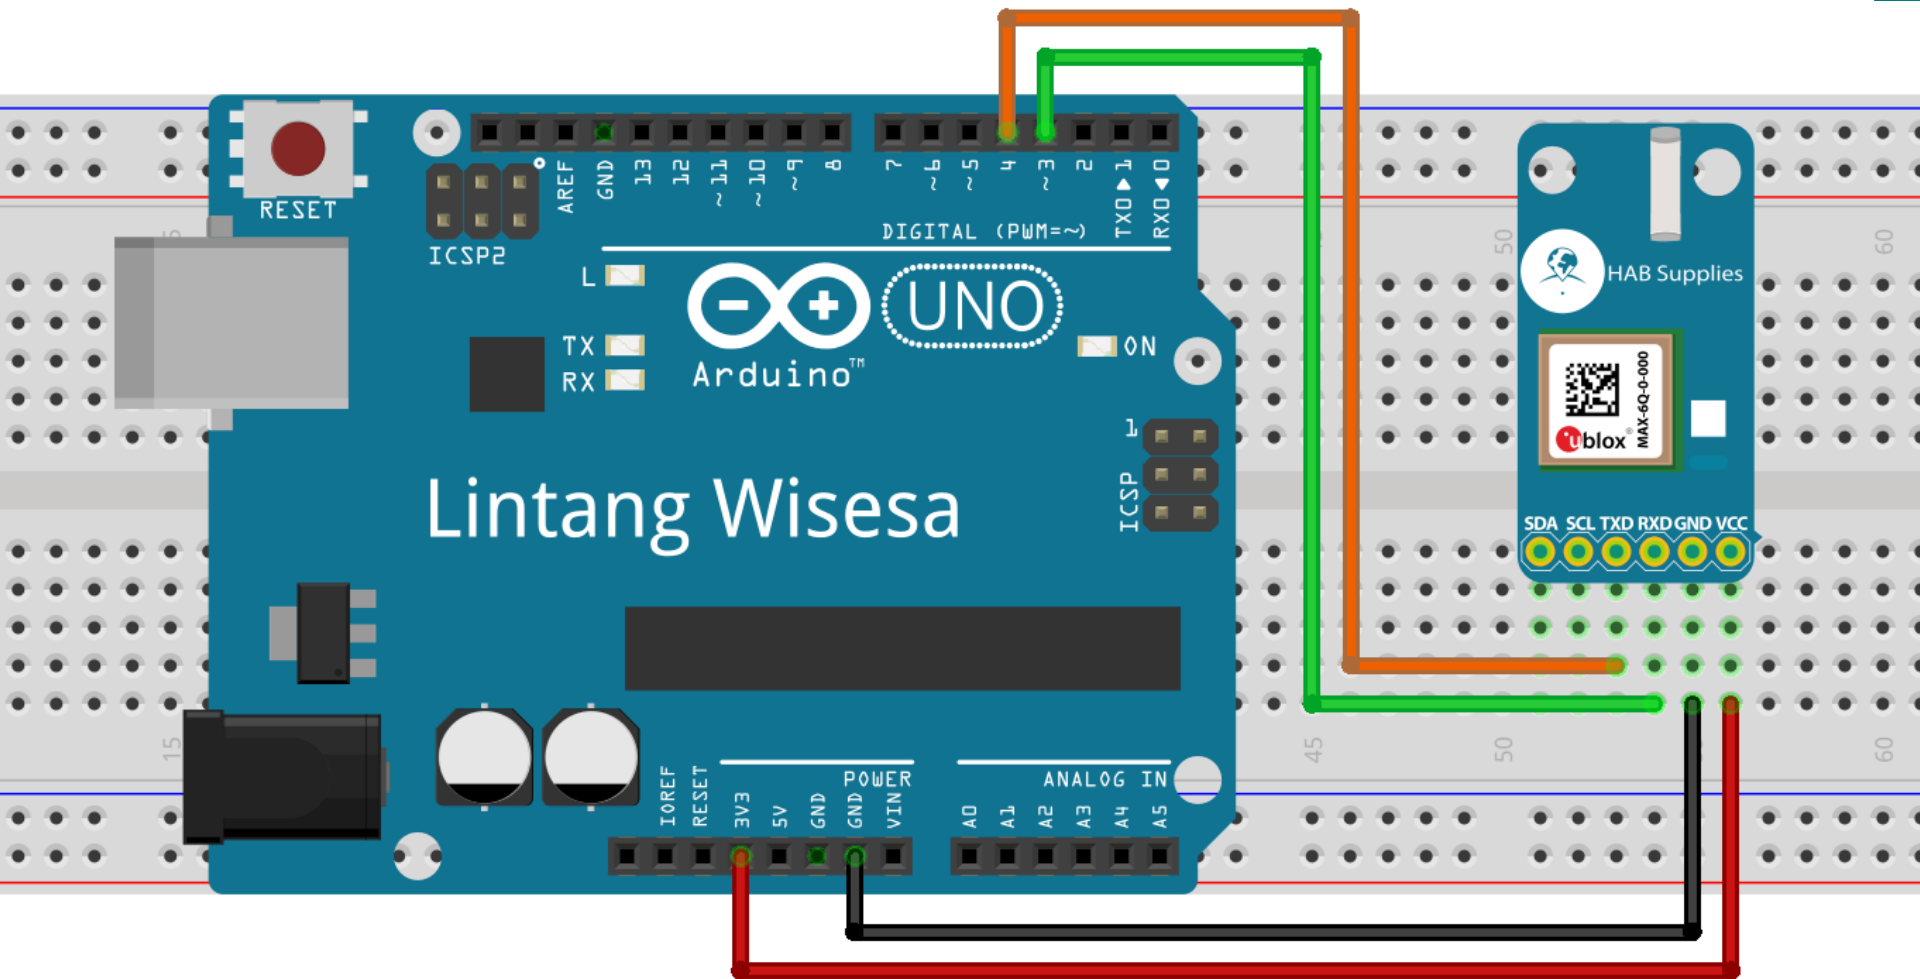 RESET
ICSP2
AREF
GND
13
12
~11
~10
~9
8
7
~6
~5
4
~3
2
TX0▶1
RX0◀0
DIGITAL (PWM=~)
L
TX
RX
Arduino™
UNO
ON
1
ICSP
Lintang Wisesa
IOREF
RESET
3V3
5V
GND
GND
VIN
POWER
ANALOG IN
A0
A1
A2
A3
A4
A5
15
45
50
60
50
60
HAB Supplies
ublox®
MAX-6Q-0-000
SDA SCL TXD RXD GND VCC